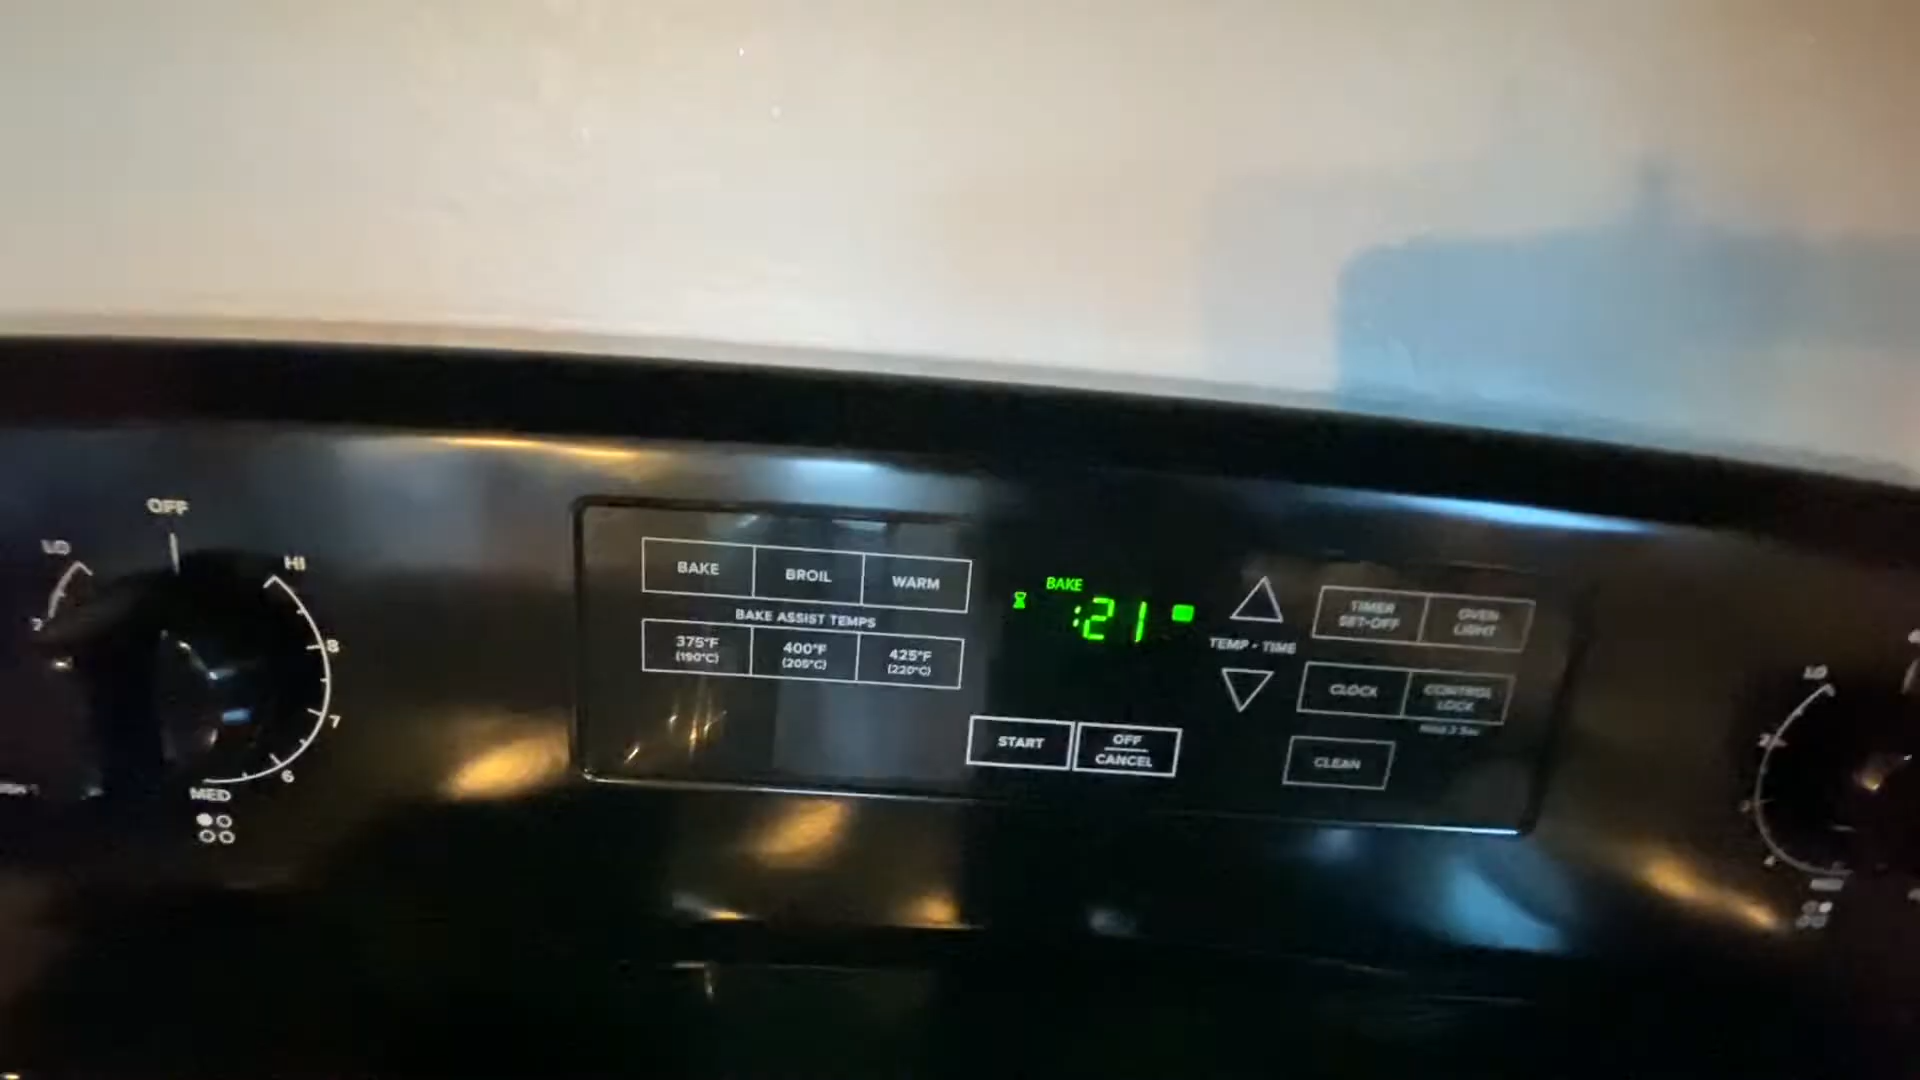 OFF
LO
HI
8
7
6
MED
BAKE
BROIL
WARM
BAKE ASSIST TEMPS
375°F
(190°C)
400°F
(205°C)
425°F
(220°C)
START
OFF
CANCEL
BAKE
:21
TEMP • TIME
TIMER
SET•OFF
OVEN
LIGHT
CLOCK
CONTROL
LOCK
Hold 3 Sec
CLEAN
LO
2